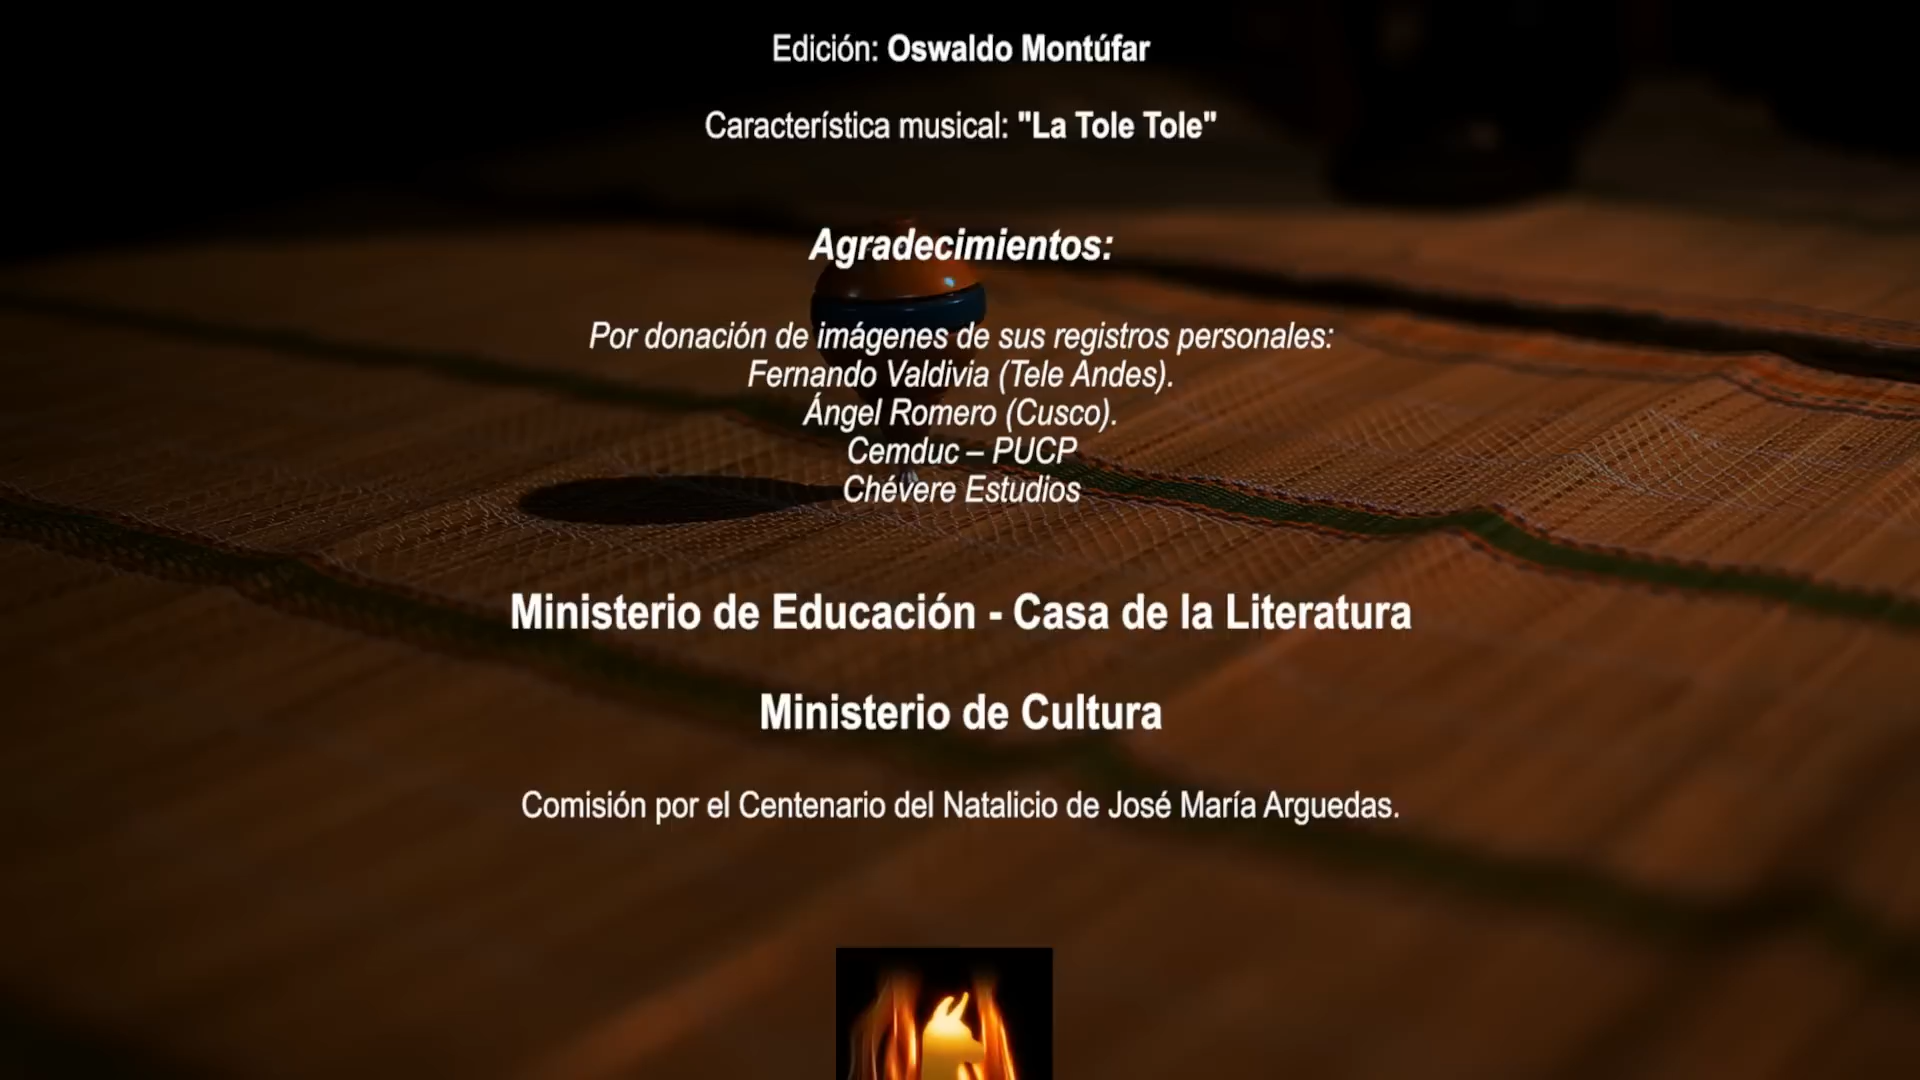 Edición: Oswaldo Montúfar
Característica musical: "La Tole Tole"
Agradecimientos:
Por donación de imágenes de sus registros personales:
Fernando Valdivia (Tele Andes).
Ángel Romero (Cusco).
Cemduc – PUCP
Chévere Estudios
Ministerio de Educación - Casa de la Literatura
Ministerio de Cultura
Comisión por el Centenario del Natalicio de José María Arguedas.